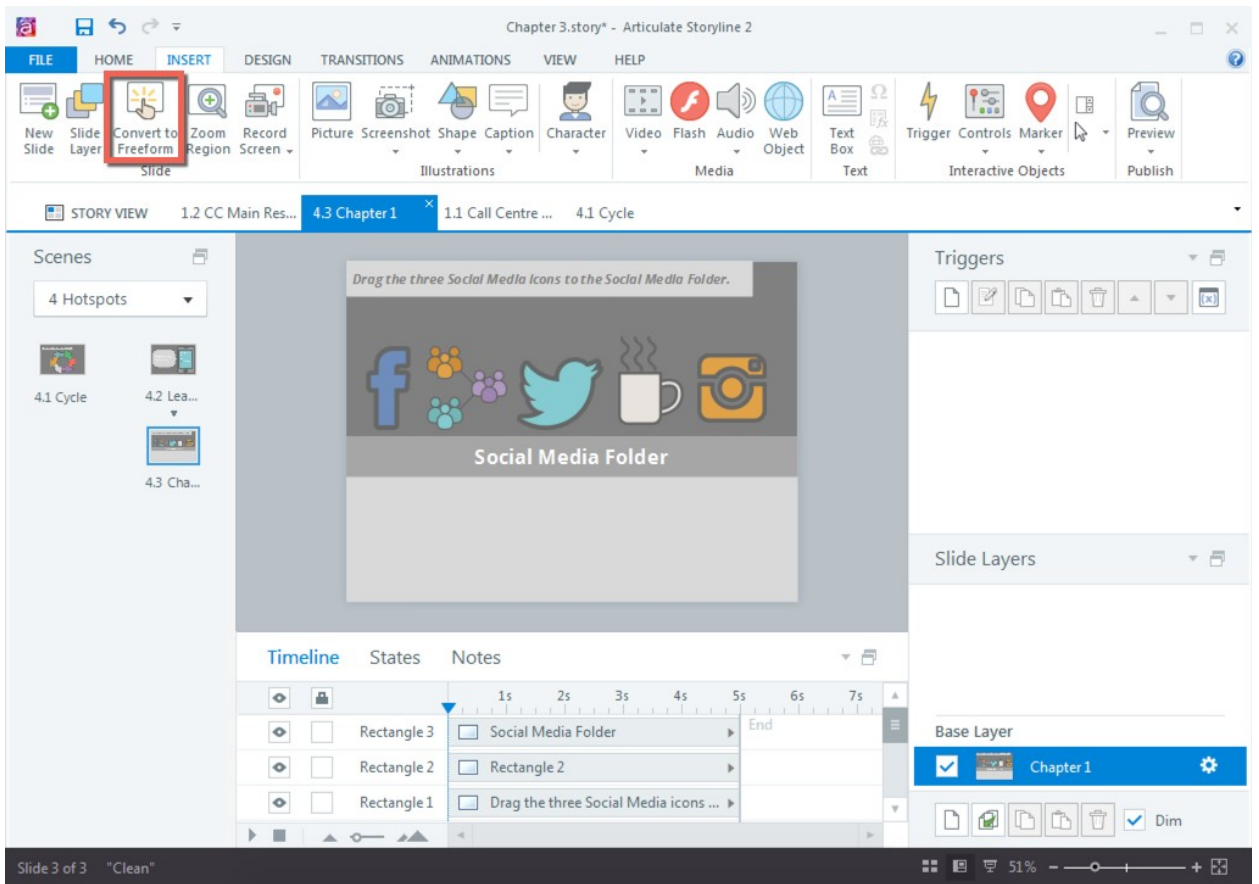 Chapter 3.story* - Articulate Storyline 2
FILE HOME INSERT DESIGN TRANSITIONS ANIMATIONS VIEW HELP
New Slide
Slide Layer
Convert to Freeform
Zoom Region
Record Screen
Picture
Screenshot
Shape
Caption
Character
Video
Flash
Audio
Web Object
Text Box
Trigger
Controls
Marker
Preview
Slide
Illustrations
Media
Text
Interactive Objects
Publish
STORY VIEW
1.2 CC Main Res...
4.3 Chapter 1
1.1 Call Centre ...
4.1 Cycle
Scenes
4 Hotspots
4.1 Cycle
4.2 Lea...
4.3 Cha...
Drag the three Social Media Icons to the Social Media Folder.
Social Media Folder
Triggers
Slide Layers
Base Layer
Chapter 1
Dim
Timeline States Notes
1s 2s 3s 4s 5s 6s 7s
Rectangle 3 Social Media Folder End
Rectangle 2 Rectangle 2
Rectangle 1 Drag the three Social Media icons ...
Slide 3 of 3 "Clean" 51%